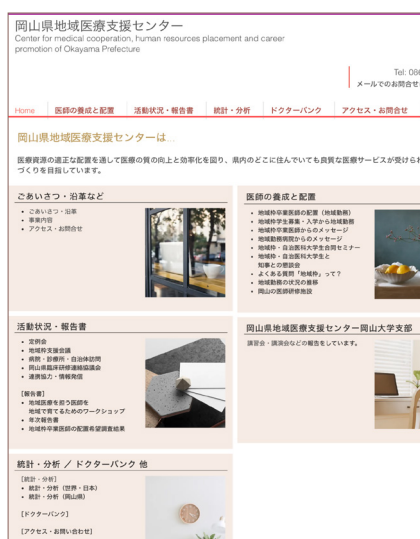 岡山県地域医療支援センター
Center for medical cooperation, human resources placement and career
promotion of Okayama Prefecture
Tel: 086
メールでのお問合せ
Home 医師の養成と配置 活動状況・報告書 統計・分析 ドクターバンク アクセス・お問合せ
岡山県地域医療支援センターは..
医療資源の適正な配置を通して医療の質の向上と効率化を図り、県内のどこに住んでいても良質な医療サービスが受けられ
づくりを目指しています。
ごあいさつ・沿革など
• ごあいさつ・沿革
• 事業内容
• アクセス・お問合せ
医師の養成と配置
• 地域枠卒業医師の配置（地域勤務）
• 地域枠学生募集・入学から地域勤務
• 地域枠卒業医師からのメッセージ
• 地域勤務病院からのメッセージ
• 地域枠・自治医科大学生合同セミナー
• 地域枠・自治医科大学生と
知事との懇談会
• よくある質問「地域枠」って？
• 地域勤務の状況の推移
• 岡山の医師研修施設
活動状況・報告書
• 定例会
• 地域枠支援会議
• 病院・診療所・自治体訪問
• 岡山県臨床研修連絡協議会
• 連携協力・情報発信
[報告書]
• 地域医療を担う医師を
地域で育てるためのワークショップ
• 年次報告書
• 地域枠卒業医師の配置希望調査結果
岡山県地域医療支援センター岡山大学支部
講習会・講演会などの報告をしています。
統計・分析 ／ ドクターバンク 他
[統計・分析]
• 統計・分析（世界・日本）
• 統計・分析（岡山県）
[ドクターバンク]
[アクセス・お問い合わせ]